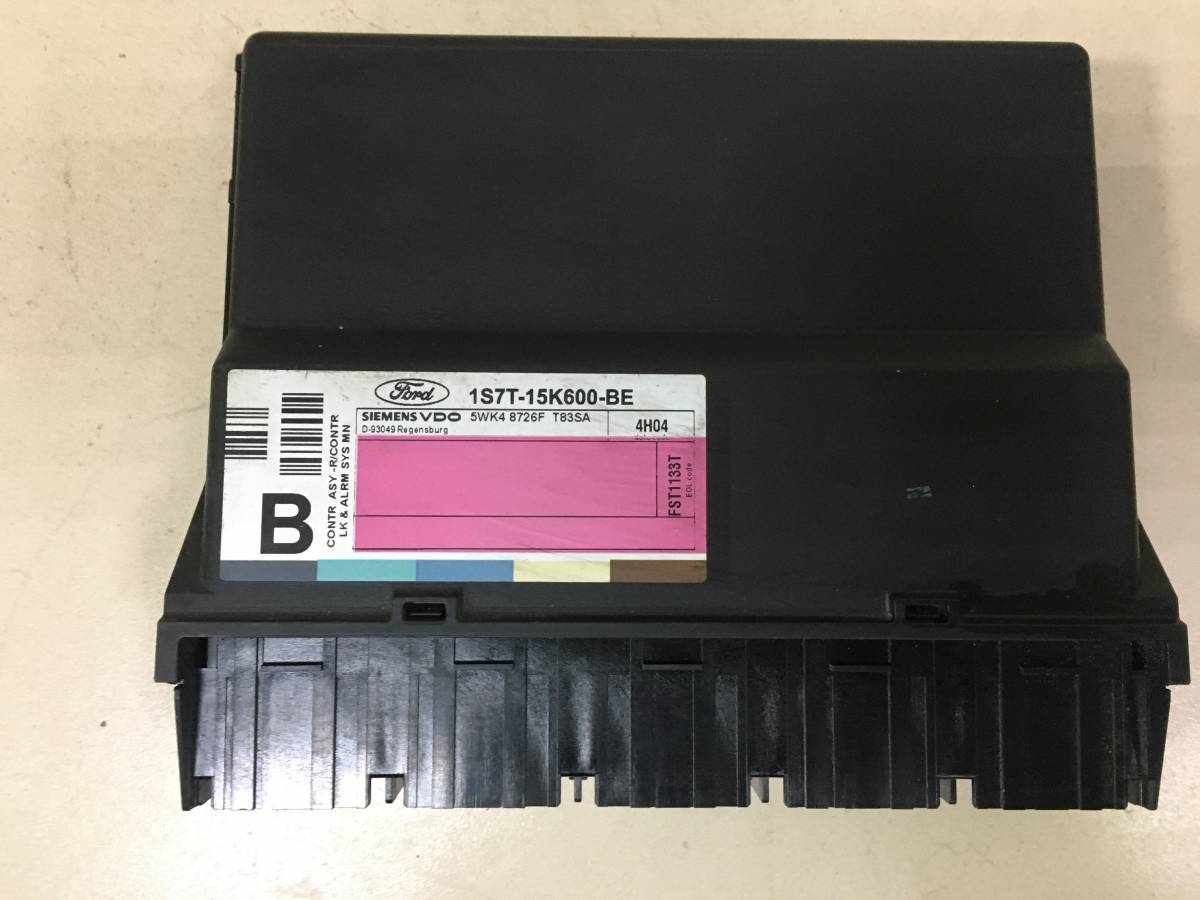 Ford 1S7T-15K600-BE
SIEMENS VDO 5WK4 8726F T83SA
D-93049 Regensburg
4H04
FST1133T
EOL code
B
CONTR ASY -R/CONTR
LK & ALRM SYS MN